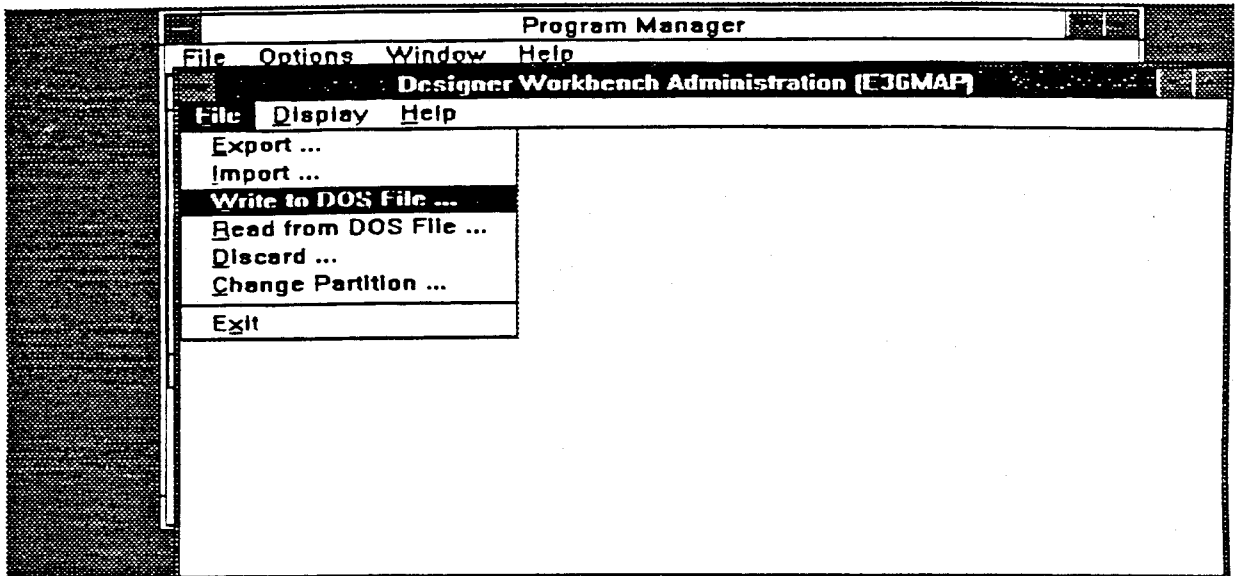 Program Manager
File Options Window Help
Designer Workbench Administration (E36MAP)
File Display Help
Export ...
Import ...
Write to DOS File ...
Read from DOS File ...
Discard ...
Change Partition ...
Exit